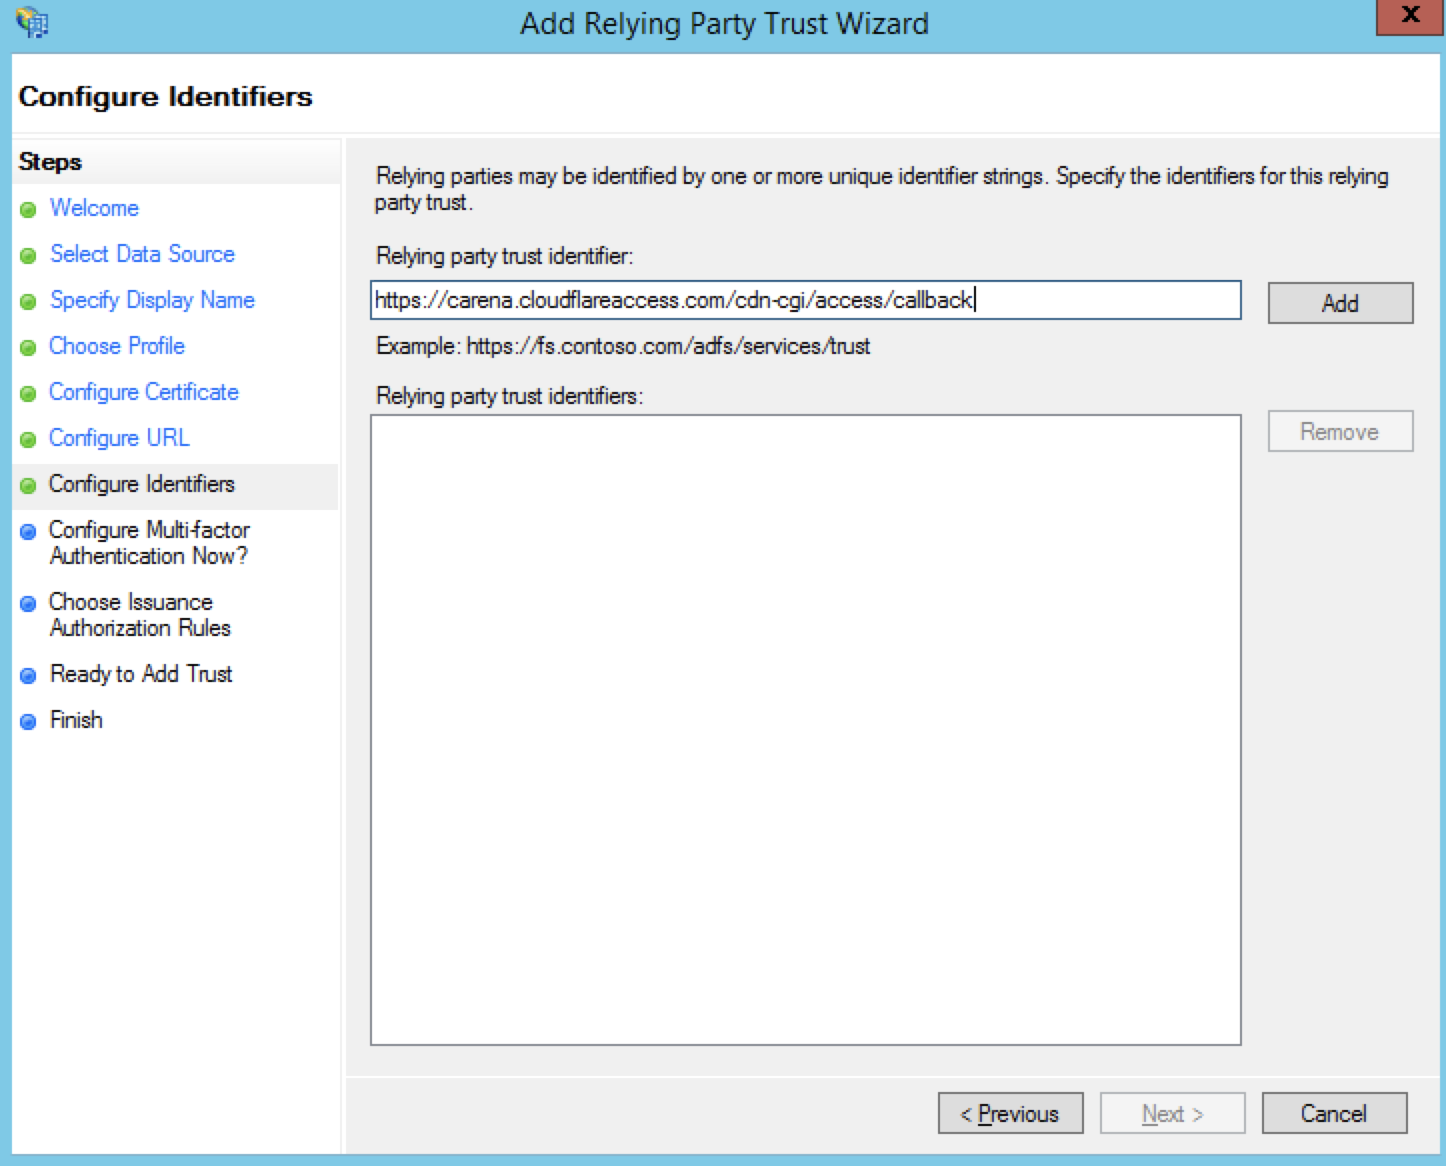 Add Relying Party Trust Wizard
X
Configure Identifiers
Steps
Welcome
Select Data Source
Specify Display Name
Choose Profile
Configure Certificate
Configure URL
Configure Identifiers
Configure Multi-factor
Authentication Now?
Choose Issuance
Authorization Rules
Ready to Add Trust
Finish
Relying parties may be identified by one or more unique identifier strings. Specify the identifiers for this relying
party trust.
Relying party trust identifier:
https://carena.cloudflareaccess.com/cdn-cgi/access/callback
Add
Example: https://fs.contoso.com/adfs/services/trust
Relying party trust identifiers:
Remove
< Previous
Next >
Cancel